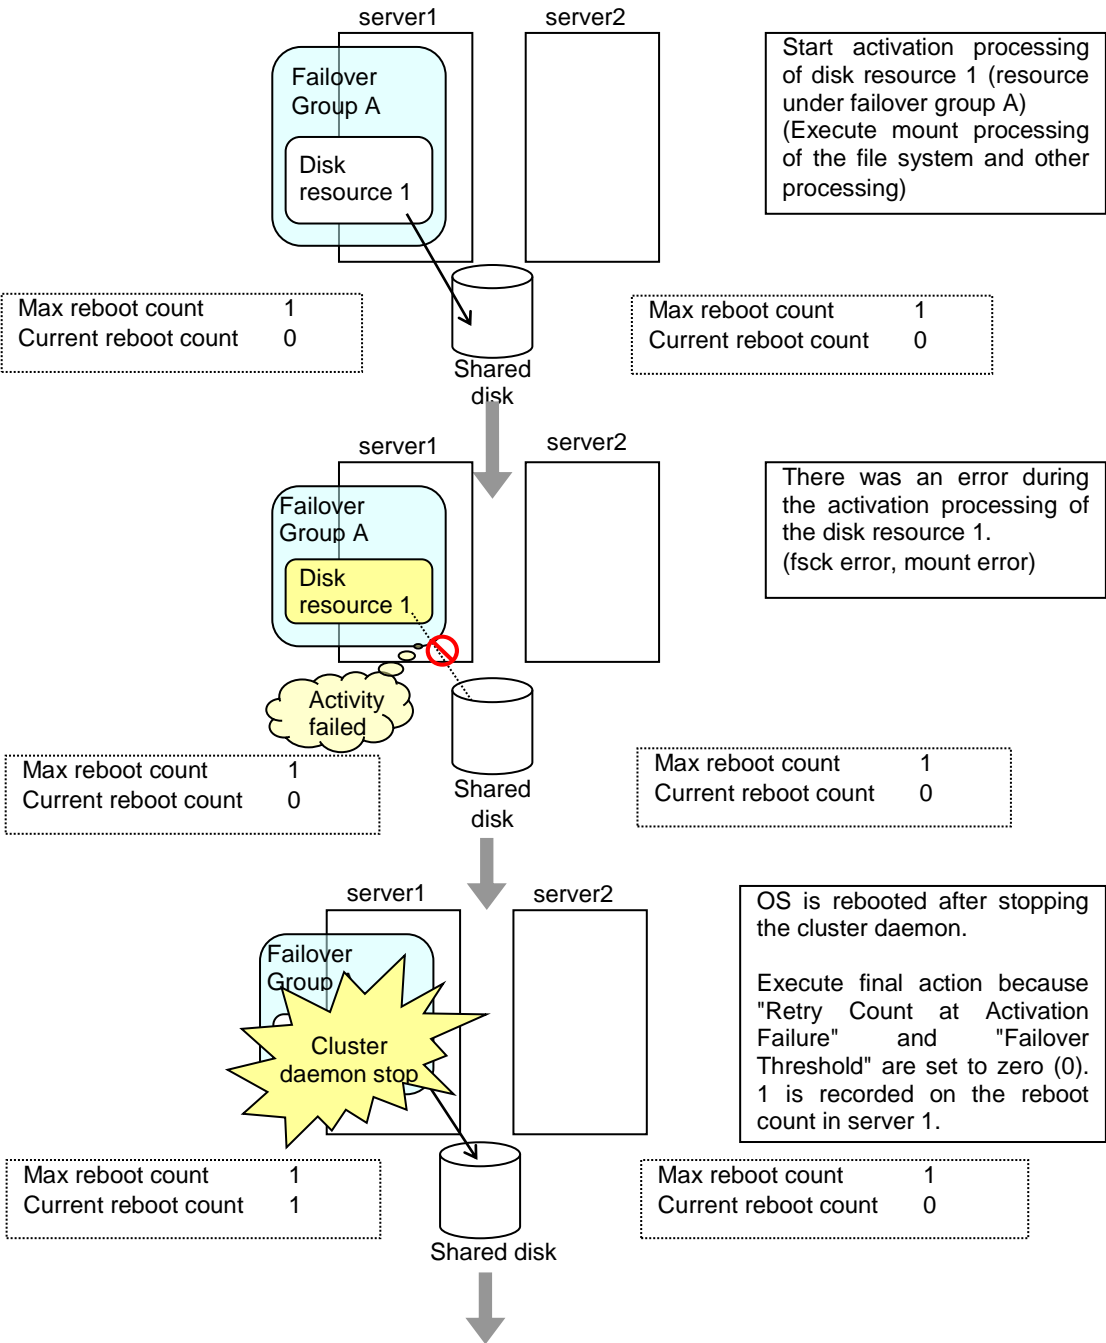 server1
server2
Failover
Group A
Disk
resource 1
Start activation processing
of disk resource 1 (resource
under failover group A)
(Execute mount processing
of the file system and other
processing)
Max reboot count 1
Current reboot count 0
Shared
disk
Max reboot count 1
Current reboot count 0
server1
server2
Failover
Group A
Disk
resource 1
Activity
failed
There was an error during
the activation processing of
the disk resource 1.
(fsck error, mount error)
Max reboot count 1
Current reboot count 0
Shared
disk
Max reboot count 1
Current reboot count 0
server1
server2
Failover
Group
Cluster
daemon stop
OS is rebooted after stopping
the cluster daemon.
Execute final action because
"Retry Count at Activation
Failure" and "Failover
Threshold" are set to zero (0).
1 is recorded on the reboot
count in server 1.
Max reboot count 1
Current reboot count 1
Shared disk
Max reboot count 1
Current reboot count 0